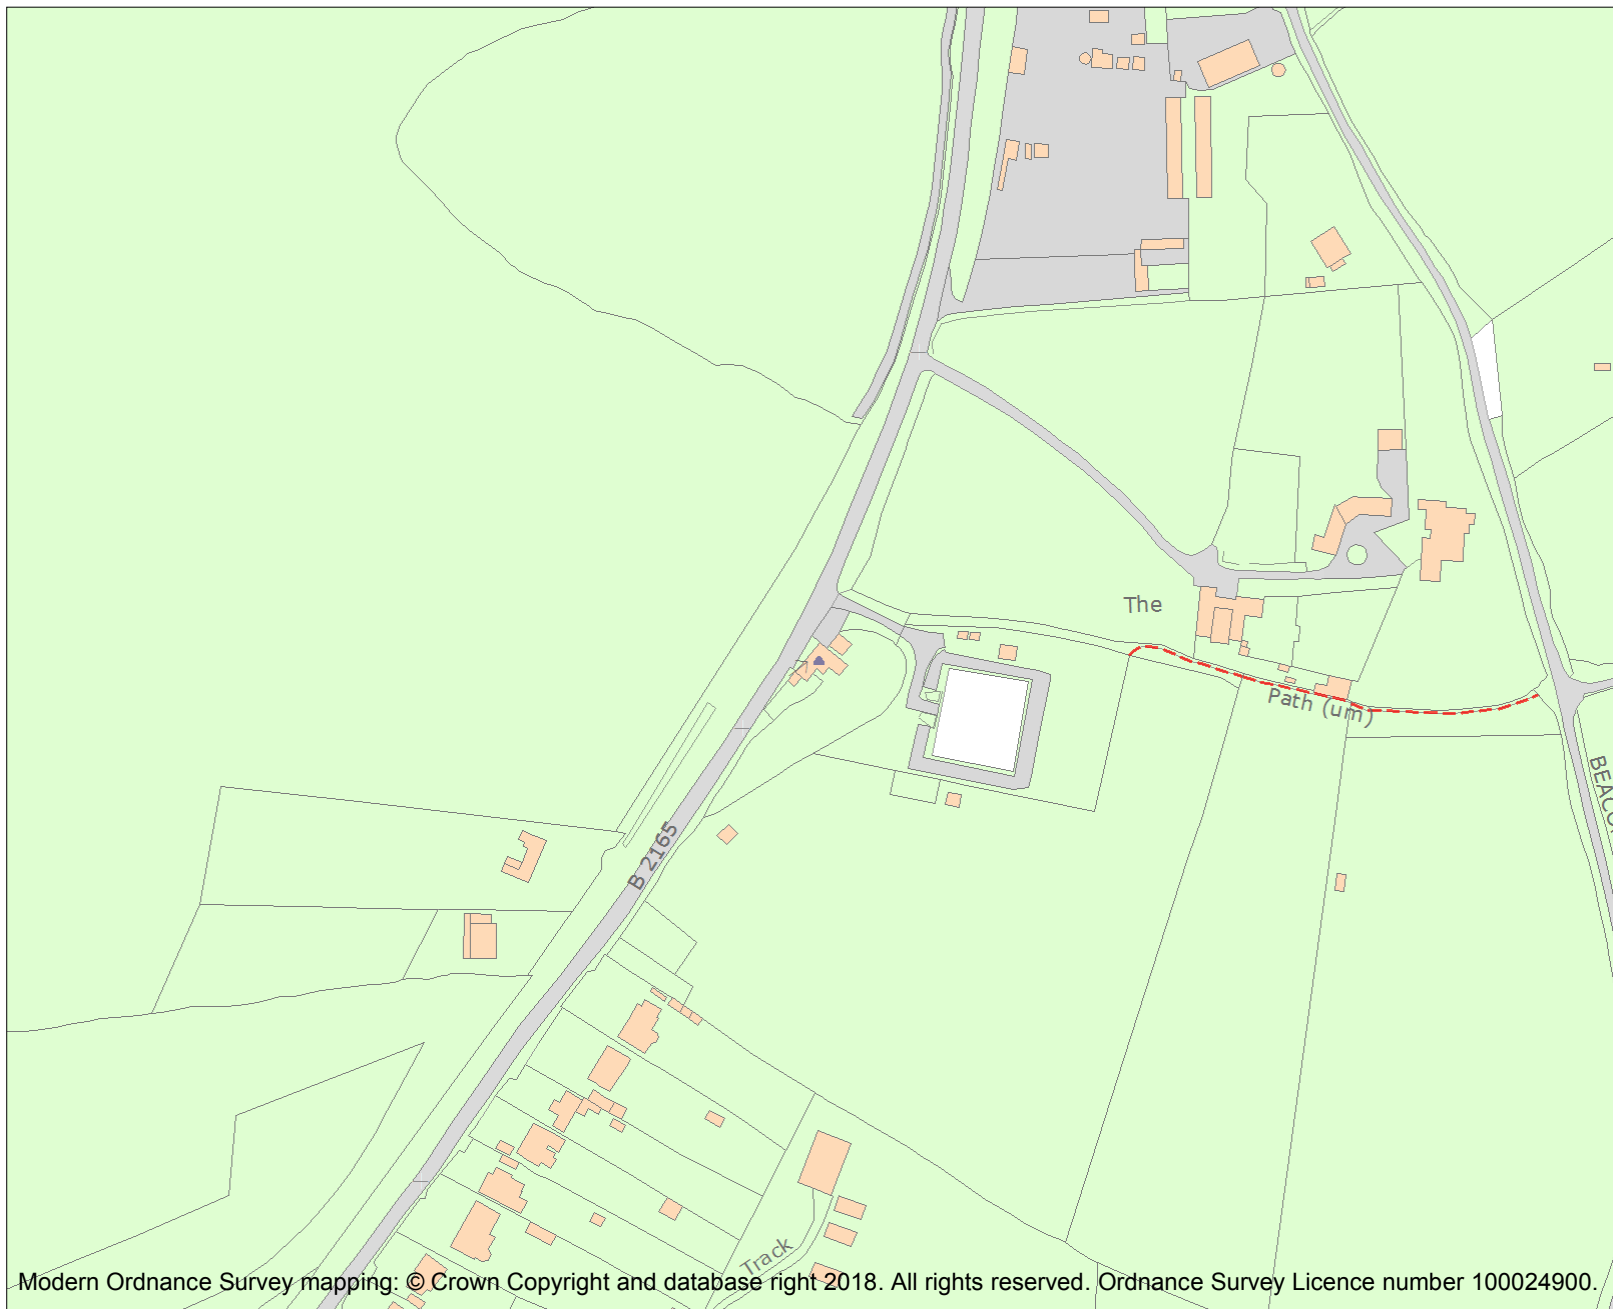 The
Path (um)
BEACO
B 2165
Track
Modern Ordnance Survey mapping: © Crown Copyright and database right 2018. All rights reserved. Ordnance Survey Licence number 100024900.